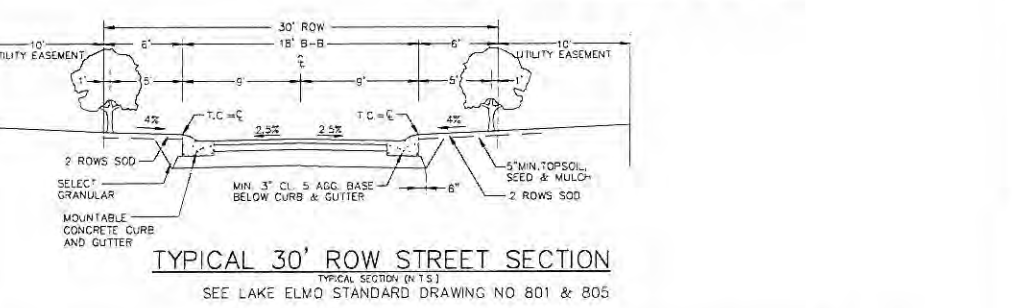 30' ROW
10' 6' 18' B-B 6' 10'
UTILITY EASEMENT UTILITY EASEMENT
1' 5' 9' 9' 5' 1'
4% T.C.=℄ T.C.=℄ 4%
2.5% 2.5%
2 ROWS SOD
SELECT
GRANULAR
MOUNTABLE
CONCRETE CURB
AND GUTTER
MIN. 3" CL. 5 AGG. BASE
BELOW CURB & GUTTER
6"
5" MIN. TOPSOIL,
SEED & MULCH
2 ROWS SOD
TYPICAL 30' ROW STREET SECTION
TYPICAL SECTION (N.T.S.)
SEE LAKE ELMO STANDARD DRAWING NO 801 & 805